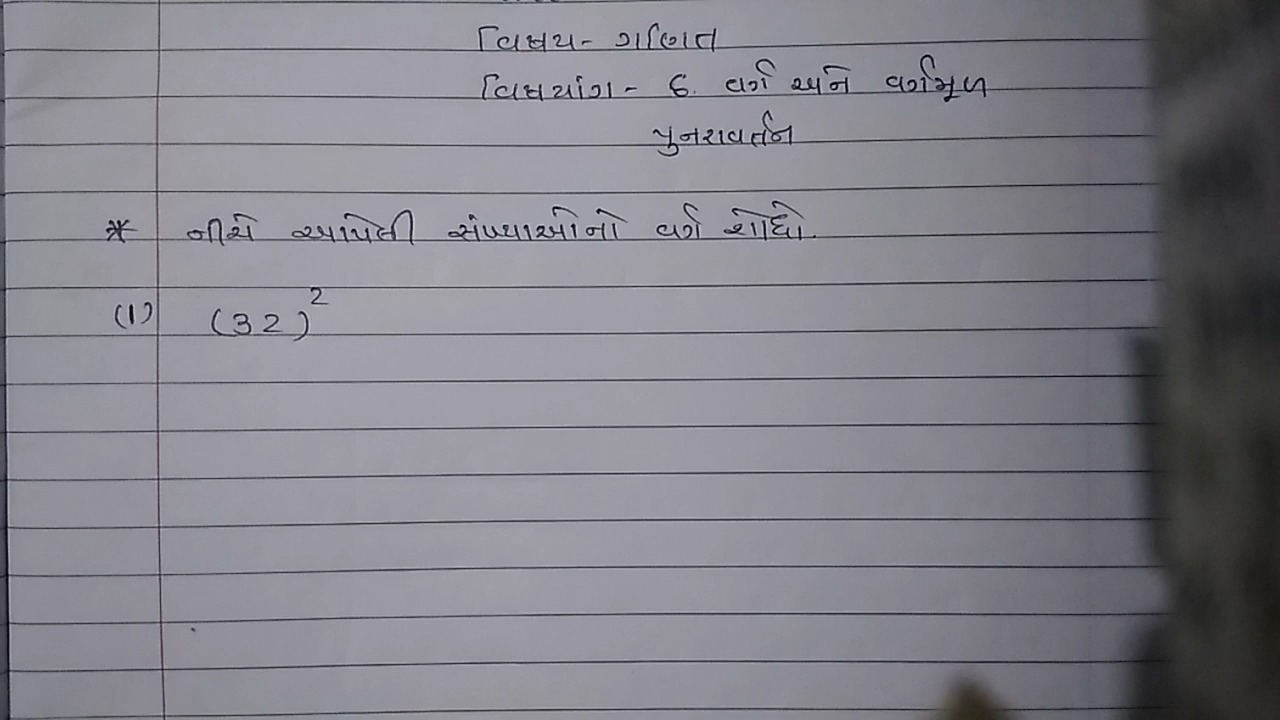 વિષય - ગણિત
વિષયાંગ - 6. વર્ગ અને વર્ગમૂળ
પુનરાવર્તન
* નીચે આપેલી સંખ્યાઓનો વર્ગ શોધો.
(1) (32)²